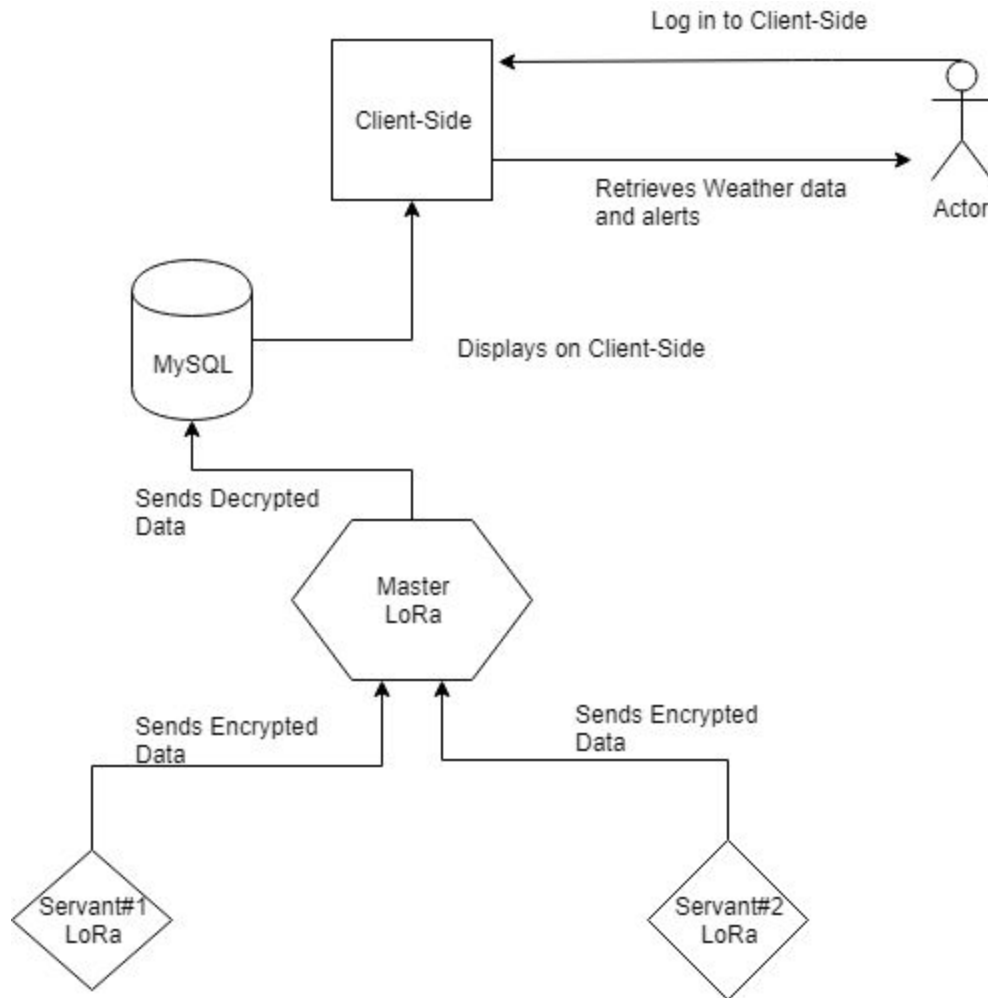 Log in to Client-Side
Client-Side
Retrieves Weather data
and alerts
Actor
MySQL
Displays on Client-Side
Sends Decrypted
Data
Master
LoRa
Sends Encrypted
Data
Sends Encrypted
Data
Servant#1
LoRa
Servant#2
LoRa